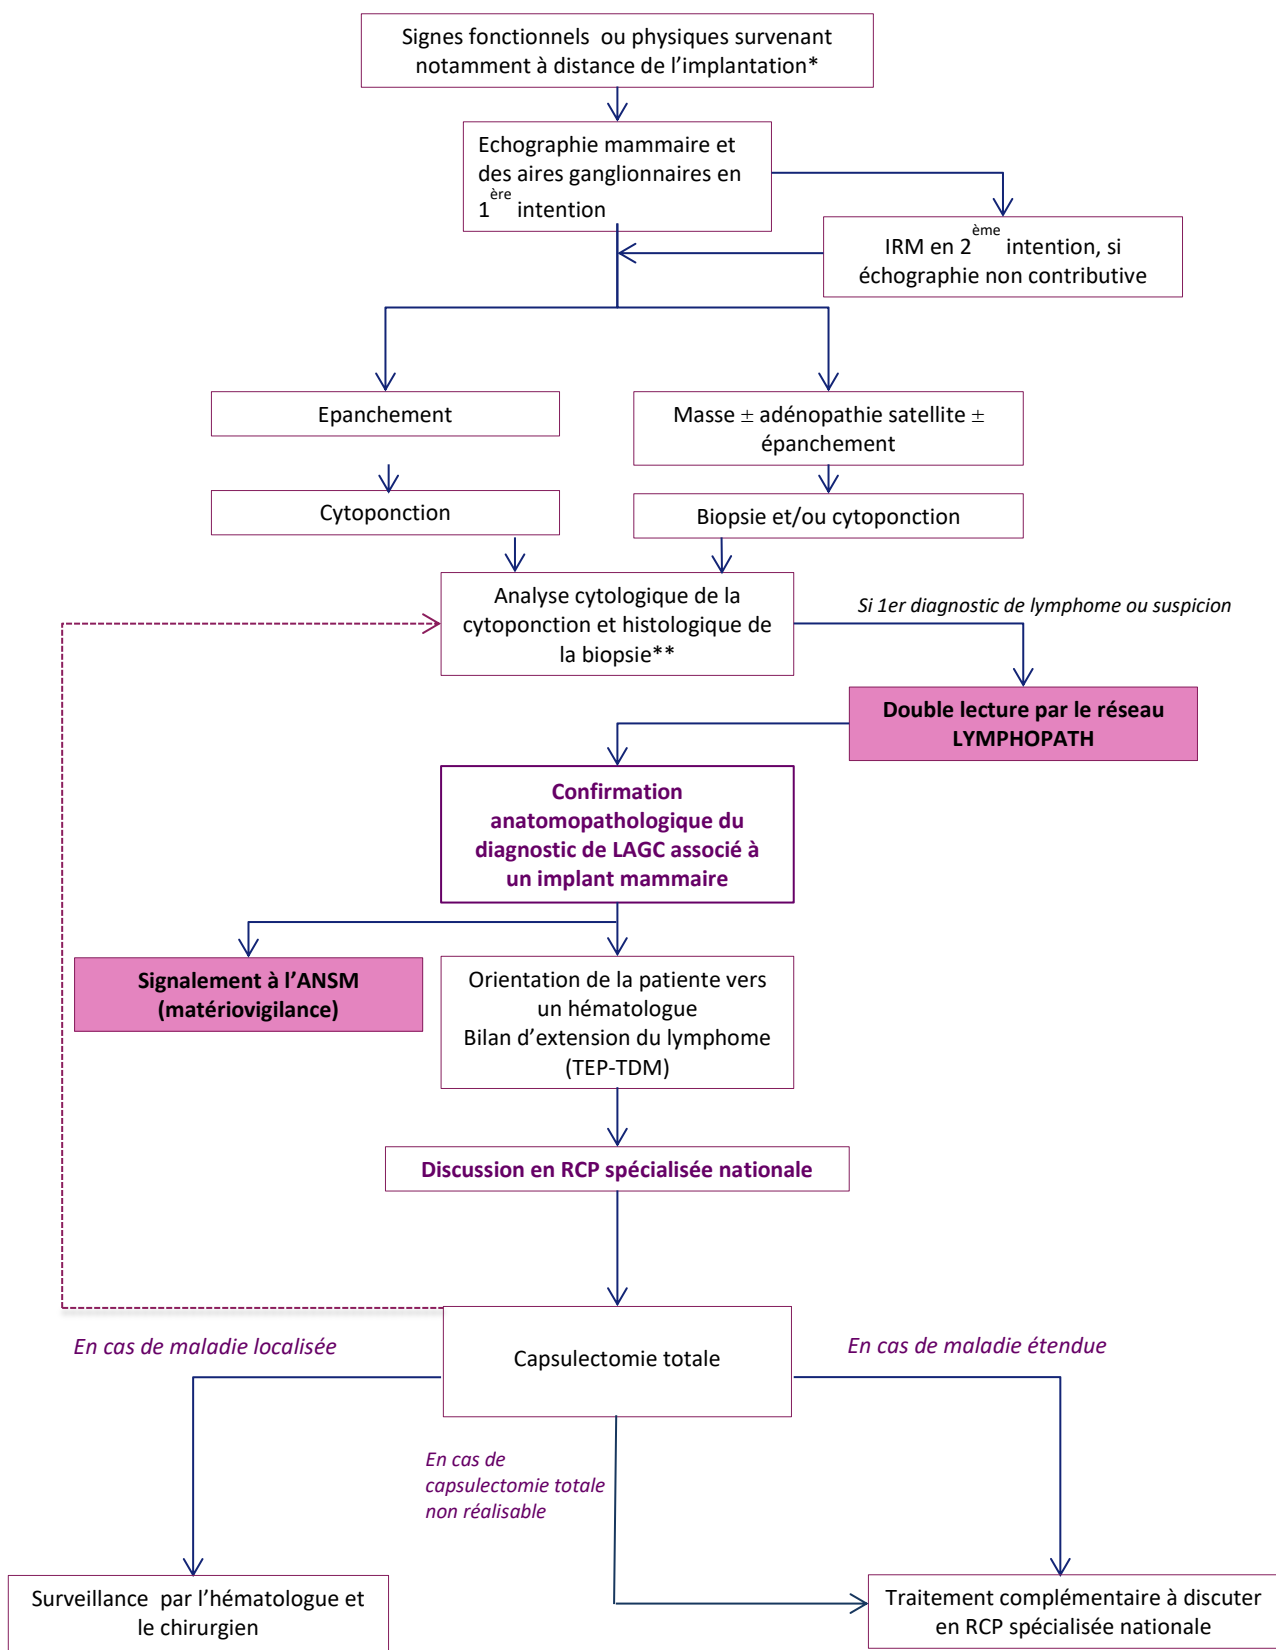 Signes fonctionnels ou physiques survenant
notamment à distance de l'implantation*
Echographie mammaire et
des aires ganglionnaires en
1ère intention
IRM en 2ème intention, si
échographie non contributive
Epanchement
Masse ± adénopathie satellite ±
épanchement
Cytoponction
Biopsie et/ou cytoponction
Analyse cytologique de la
cytoponction et histologique de
la biopsie**
Si 1er diagnostic de lymphome ou suspicion
Double lecture par le réseau
LYMPHOPATH
Confirmation
anatomopathologique du
diagnostic de LAGC associé à
un implant mammaire
Signalement à l'ANSM
(matériovigilance)
Orientation de la patiente vers
un hématologue
Bilan d'extension du lymphome
(TEP-TDM)
Discussion en RCP spécialisée nationale
En cas de maladie localisée
Capsulectomie totale
En cas de maladie étendue
En cas de
capsulectomie totale
non réalisable
Surveillance par l'hématologue et
le chirurgien
Traitement complémentaire à discuter
en RCP spécialisée nationale